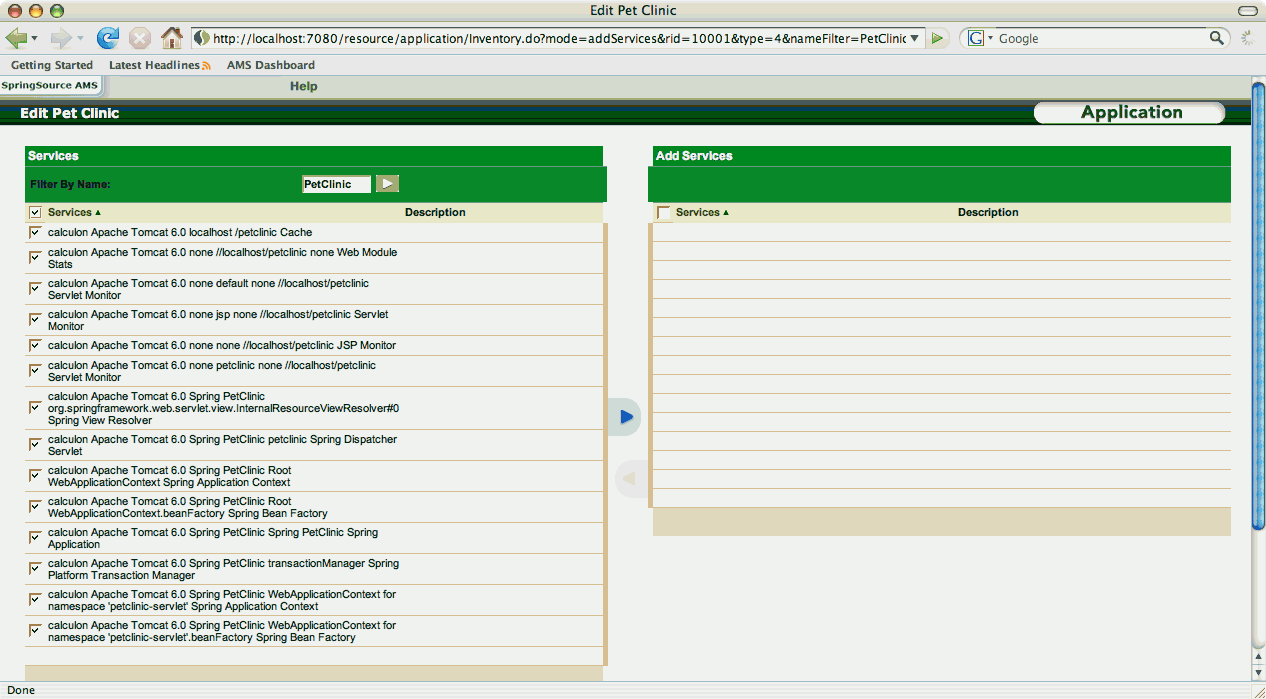 Edit Pet Clinic
http://localhost:7080/resource/application/Inventory.do?mode=addServices&rid=10001&type=4&nameFilter=PetClinic
G
Google
Getting Started
Latest Headlines
AMS Dashboard
SpringSource AMS
Help
Edit Pet Clinic
Application
Services
Filter By Name:
PetClinic
Services
Description
calculon Apache Tomcat 6.0 localhost /petclinic Cache
calculon Apache Tomcat 6.0 none //localhost/petclinic none Web Module
Stats
calculon Apache Tomcat 6.0 none default none //localhost/petclinic
Servlet Monitor
calculon Apache Tomcat 6.0 none jsp none //localhost/petclinic Servlet
Monitor
calculon Apache Tomcat 6.0 none none //localhost/petclinic JSP Monitor
calculon Apache Tomcat 6.0 none petclinic none //localhost/petclinic
Servlet Monitor
calculon Apache Tomcat 6.0 Spring PetClinic
org.springframework.web.servlet.view.InternalResourceViewResolver#0
Spring View Resolver
calculon Apache Tomcat 6.0 Spring PetClinic petclinic Spring Dispatcher
Servlet
calculon Apache Tomcat 6.0 Spring PetClinic Root
WebApplicationContext Spring Application Context
calculon Apache Tomcat 6.0 Spring PetClinic Root
WebApplicationContext.beanFactory Spring Bean Factory
calculon Apache Tomcat 6.0 Spring PetClinic Spring PetClinic Spring
Application
calculon Apache Tomcat 6.0 Spring PetClinic transactionManager Spring
Platform Transaction Manager
calculon Apache Tomcat 6.0 Spring PetClinic WebApplicationContext for
namespace 'petclinic-servlet' Spring Application Context
calculon Apache Tomcat 6.0 Spring PetClinic WebApplicationContext for
namespace 'petclinic-servlet'.beanFactory Spring Bean Factory
Add Services
Services
Description
Done